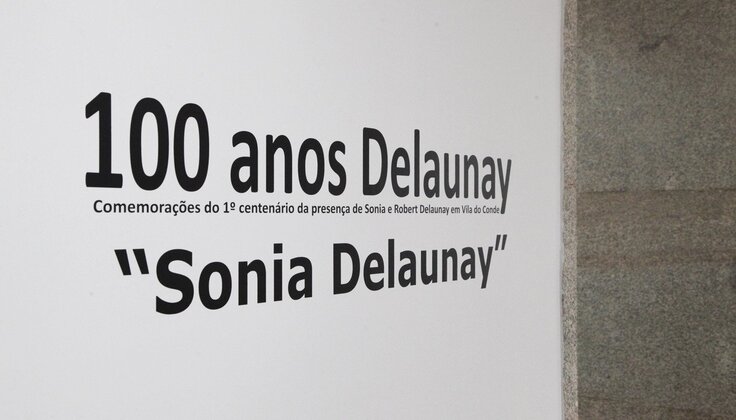 100 anos Delaunay
Comemorações do 1º centenário da presença de Sonia e Robert Delaunay em Vila do Conde
“Sonia Delaunay”